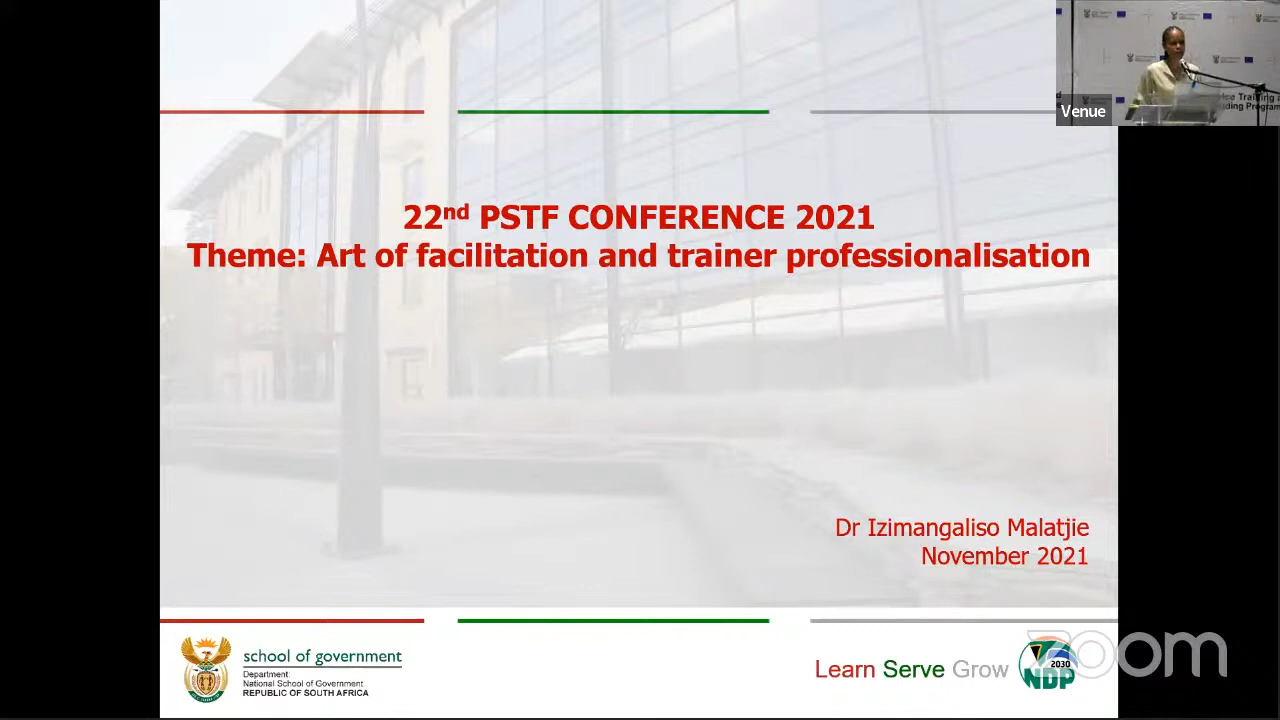 Venue
22nd PSTF CONFERENCE 2021
Theme: Art of facilitation and trainer professionalisation
Dr Izimangaliso Malatjie
November 2021
school of government
Department:
National School of Government
REPUBLIC OF SOUTH AFRICA
Learn Serve Grow
2030
NDP
zoom